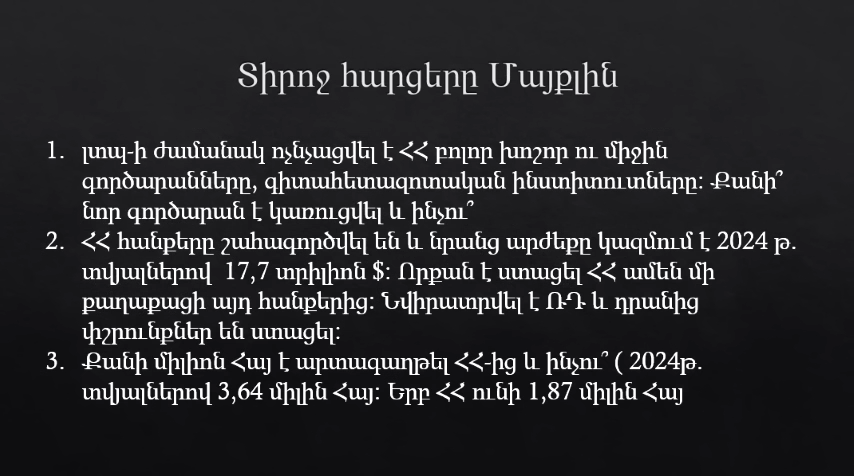 Տիրոջ հարցերը Մայքլին
1. լտպ-ի ժամանակ ոչնչացվել է ՀՀ բոլոր խոշոր ու միջին
գործարանները, գիտահետազոտական ինստիտուտները: Քանի՞
նոր գործարան է կառուցվել և ինչու՞
2. ՀՀ հանքերը շահագործվել են և նրանց արժեքը կազմում է 2024 թ.
տվյալներով 17,7 տրիլիոն $: Որքան է ստացել ՀՀ ամեն մի
քաղաքացի այդ հանքերից: Նվիրատրվել է ՌԴ և դրանից
փշրունքներ են ստացել:
3. Քանի միլիոն Հայ է արտագաղթել ՀՀ-ից և ինչու՞ ( 2024թ.
տվյալներով 3,64 միլին Հայ: Երբ ՀՀ ունի 1,87 միլին Հայ